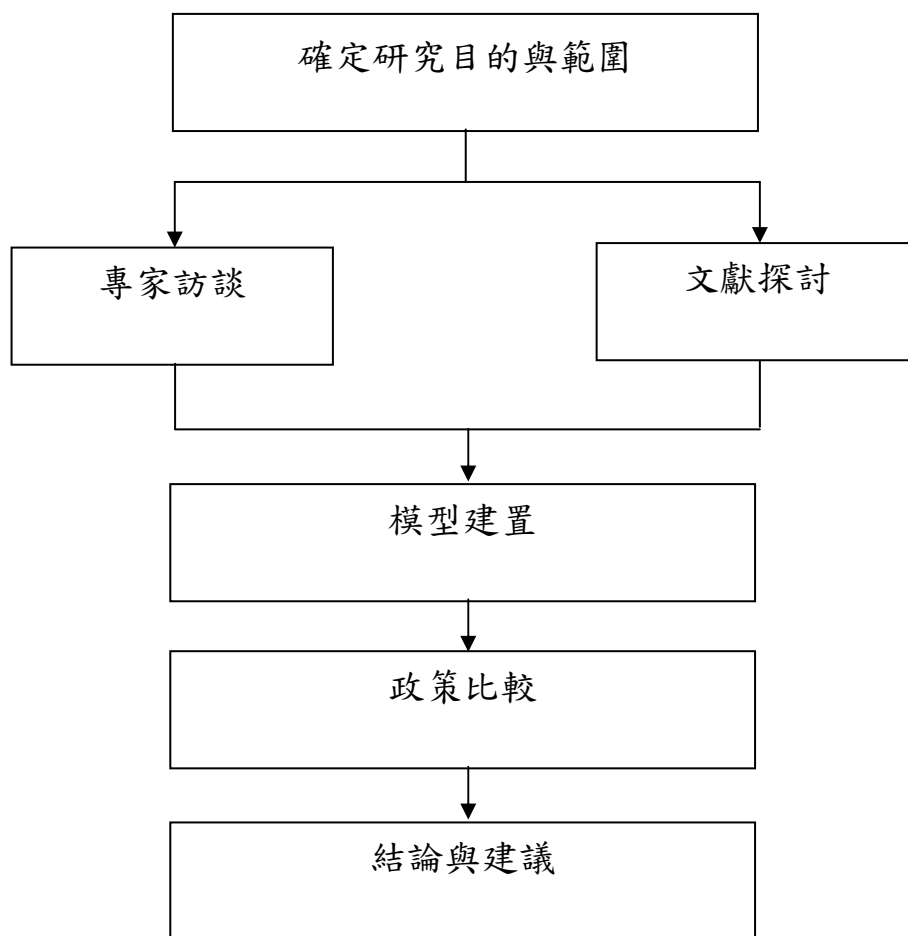 確定研究目的與範圍
專家訪談
文獻探討
模型建置
政策比較
結論與建議